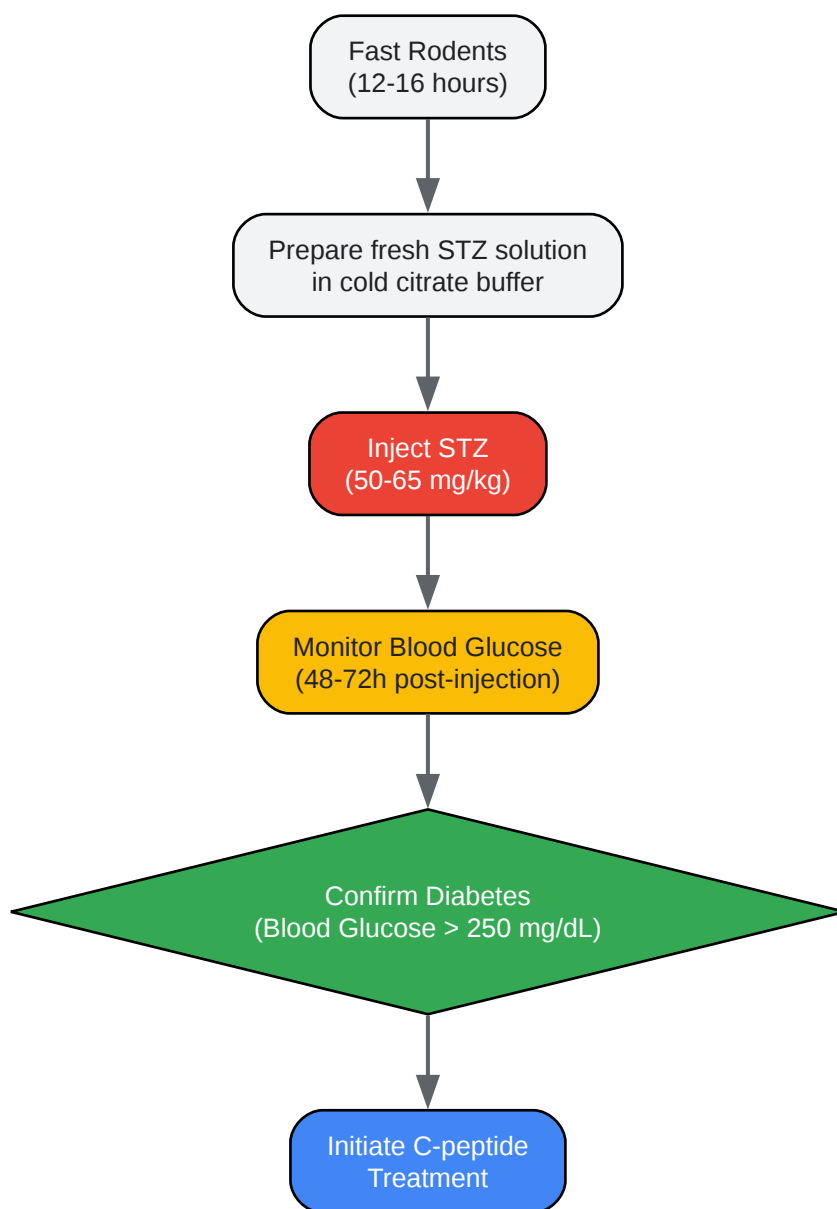 Fast Rodents
(12-16 hours)
Prepare fresh STZ solution
in cold citrate buffer
Inject STZ
(50-65 mg/kg)
Monitor Blood Glucose
(48-72h post-injection)
Confirm Diabetes
(Blood Glucose > 250 mg/dL)
Initiate C-peptide
Treatment